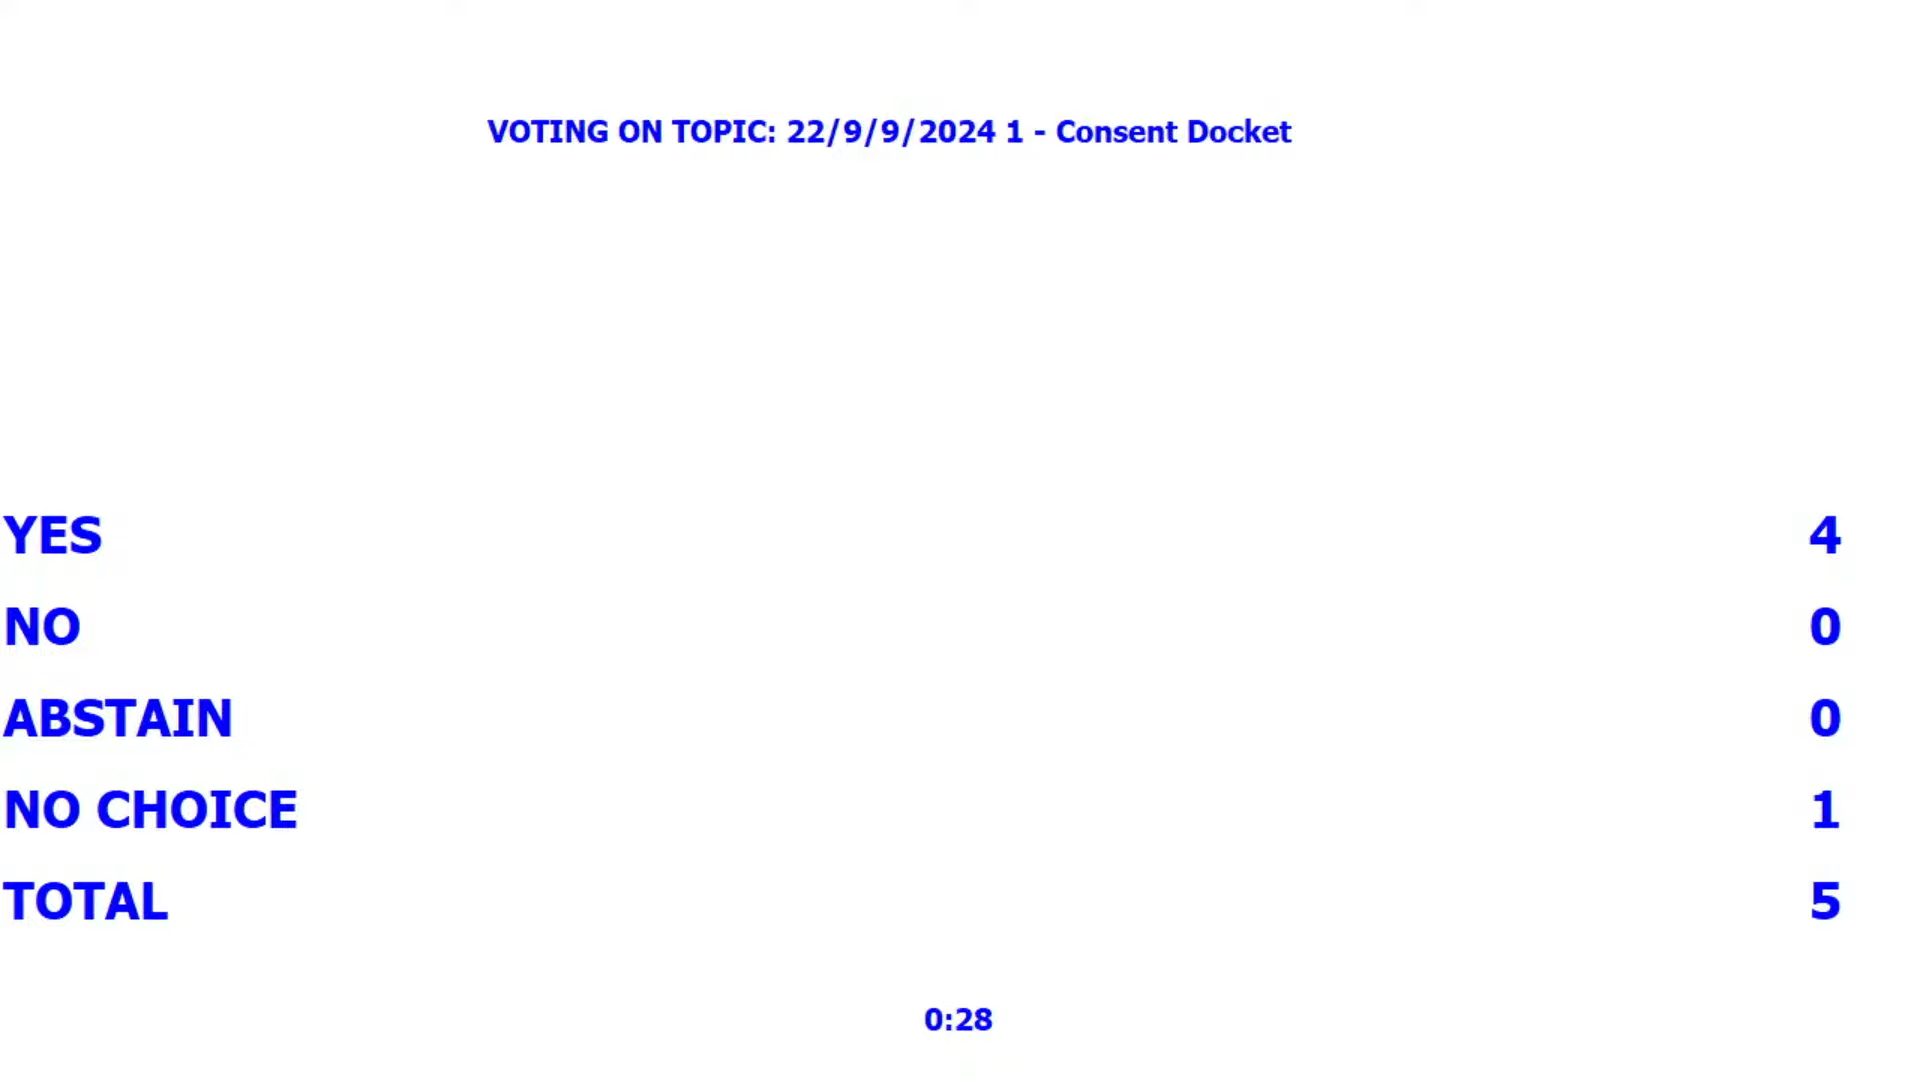 VOTING ON TOPIC: 22/9/9/2024 1 - Consent Docket
YES 4
NO 0
ABSTAIN 0
NO CHOICE 1
TOTAL 5
0:28